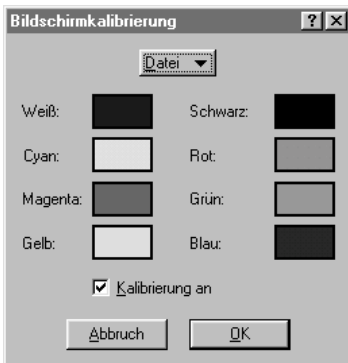 Bildschirmkalibrierung
Datei
Weiß: Schwarz:
Cyan: Rot:
Magenta: Grün:
Gelb: Blau:
Kalibrierung an
Abbruch OK